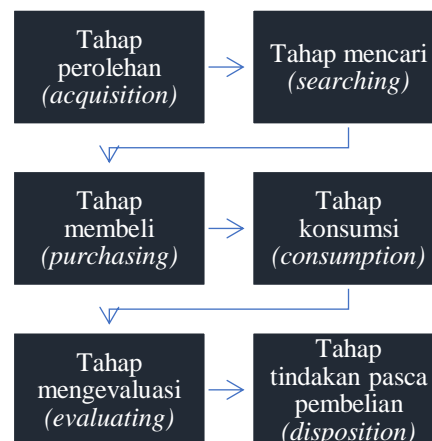 Tahap
perolehan
(acquisition)
Tahap mencari
(searching)
Tahap
membeli
(purchasing)
Tahap
konsumsi
(consumption)
Tahap
mengevaluasi
(evaluating)
Tahap
tindakan pasca
pembelian
(disposition)